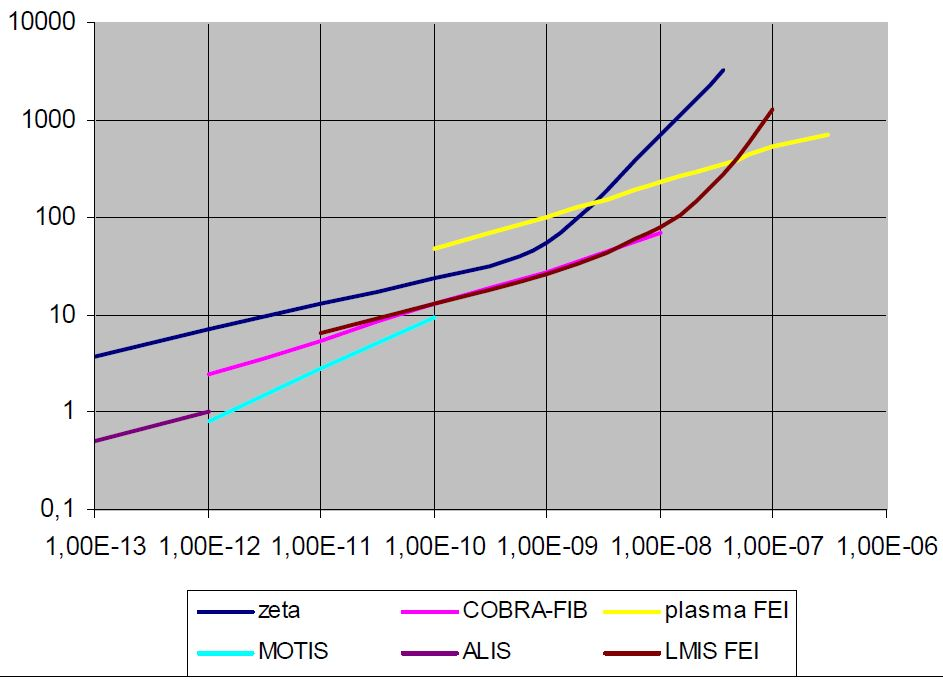 10000
1000
100
10
1
0,1
1,00E-13 1,00E-12 1,00E-11 1,00E-10 1,00E-09 1,00E-08 1,00E-07 1,00E-06
zeta COBRA-FIB plasma FEI
MOTIS ALIS LMIS FEI